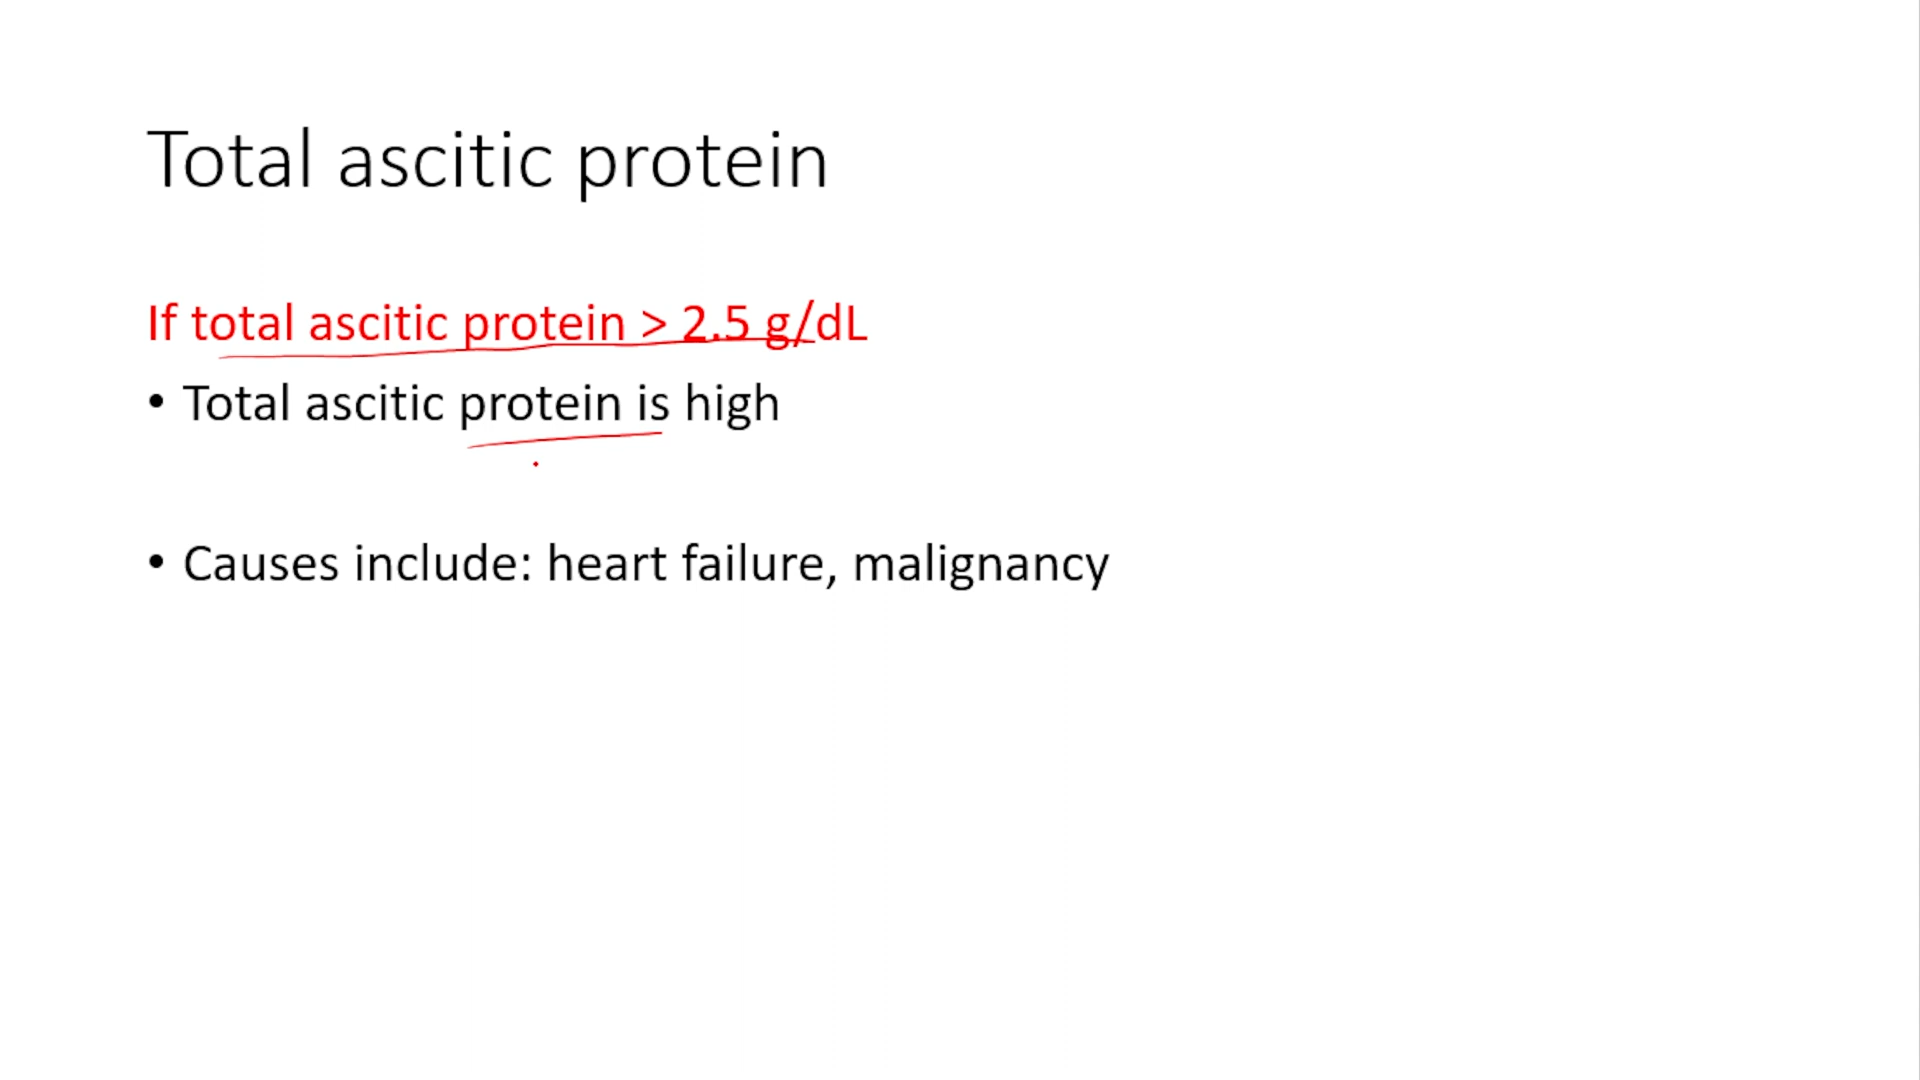 Total ascitic protein
If total ascitic protein > 2.5 g/dL
• Total ascitic protein is high
• Causes include: heart failure, malignancy